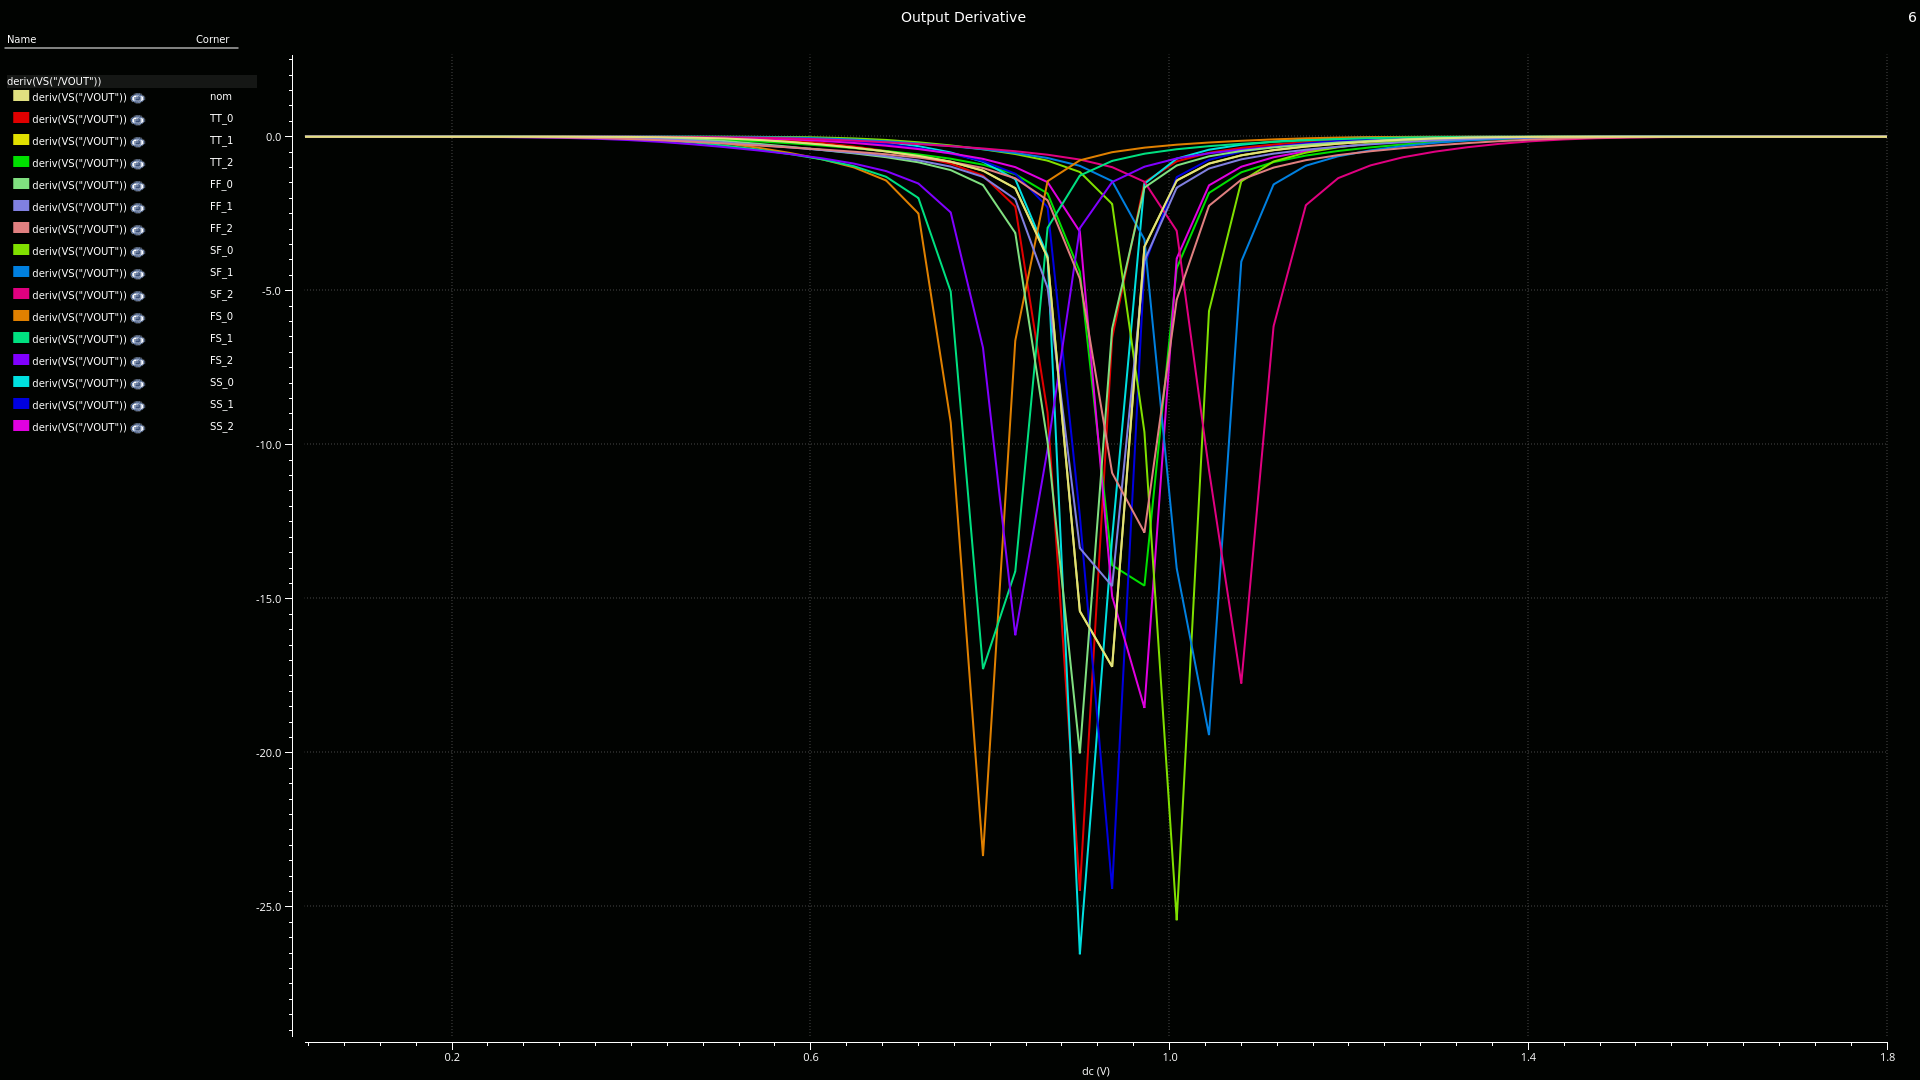 Output Derivative
6
Name Corner
deriv(VS("/VOUT"))
deriv(VS("/VOUT")) nom
deriv(VS("/VOUT")) TT_0
deriv(VS("/VOUT")) TT_1
deriv(VS("/VOUT")) TT_2
deriv(VS("/VOUT")) FF_0
deriv(VS("/VOUT")) FF_1
deriv(VS("/VOUT")) FF_2
deriv(VS("/VOUT")) SF_0
deriv(VS("/VOUT")) SF_1
deriv(VS("/VOUT")) SF_2
deriv(VS("/VOUT")) FS_0
deriv(VS("/VOUT")) FS_1
deriv(VS("/VOUT")) FS_2
deriv(VS("/VOUT")) SS_0
deriv(VS("/VOUT")) SS_1
deriv(VS("/VOUT")) SS_2
0.0
-5.0
-10.0
-15.0
-20.0
-25.0
0.2 0.6 1.0 1.4 1.8
dc (V)